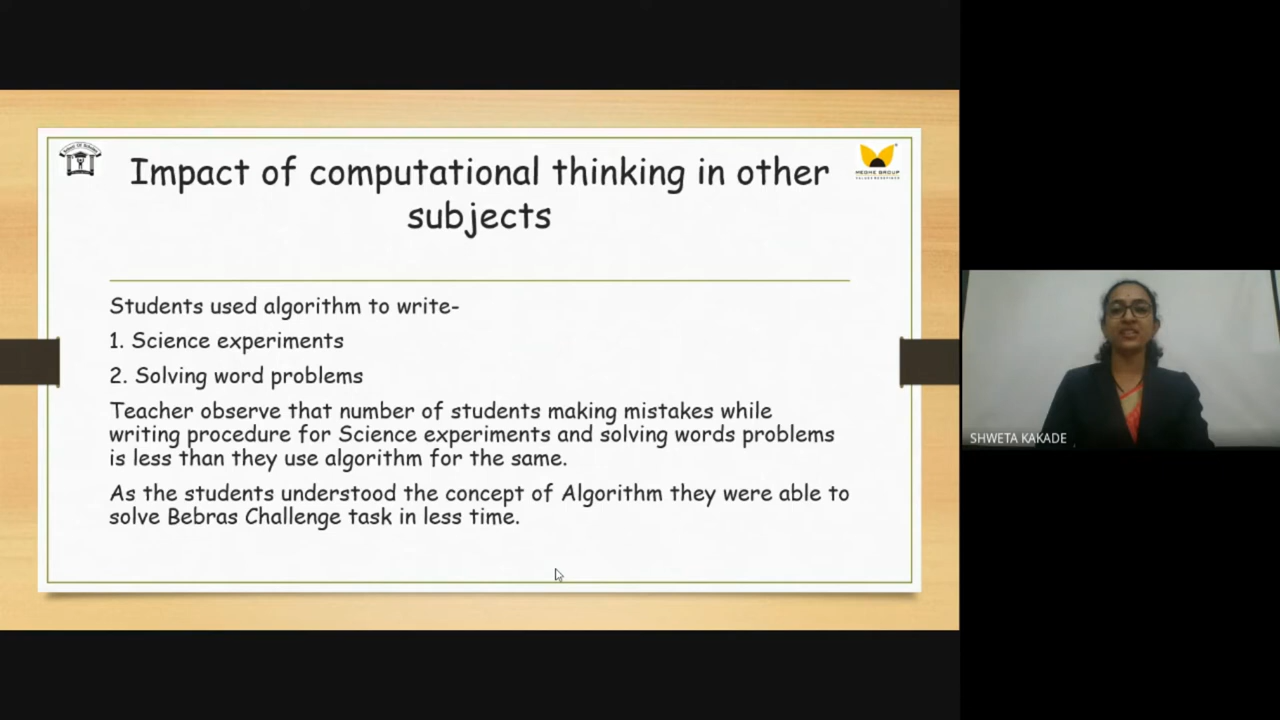 Impact of computational thinking in other
subjects
MEDHE GROUP
Students used algorithm to write-
1. Science experiments
2. Solving word problems
Teacher observe that number of students making mistakes while
writing procedure for Science experiments and solving words problems
is less than they use algorithm for the same.
As the students understood the concept of Algorithm they were able to
solve Bebras Challenge task in less time.
SHWETA KAKADE